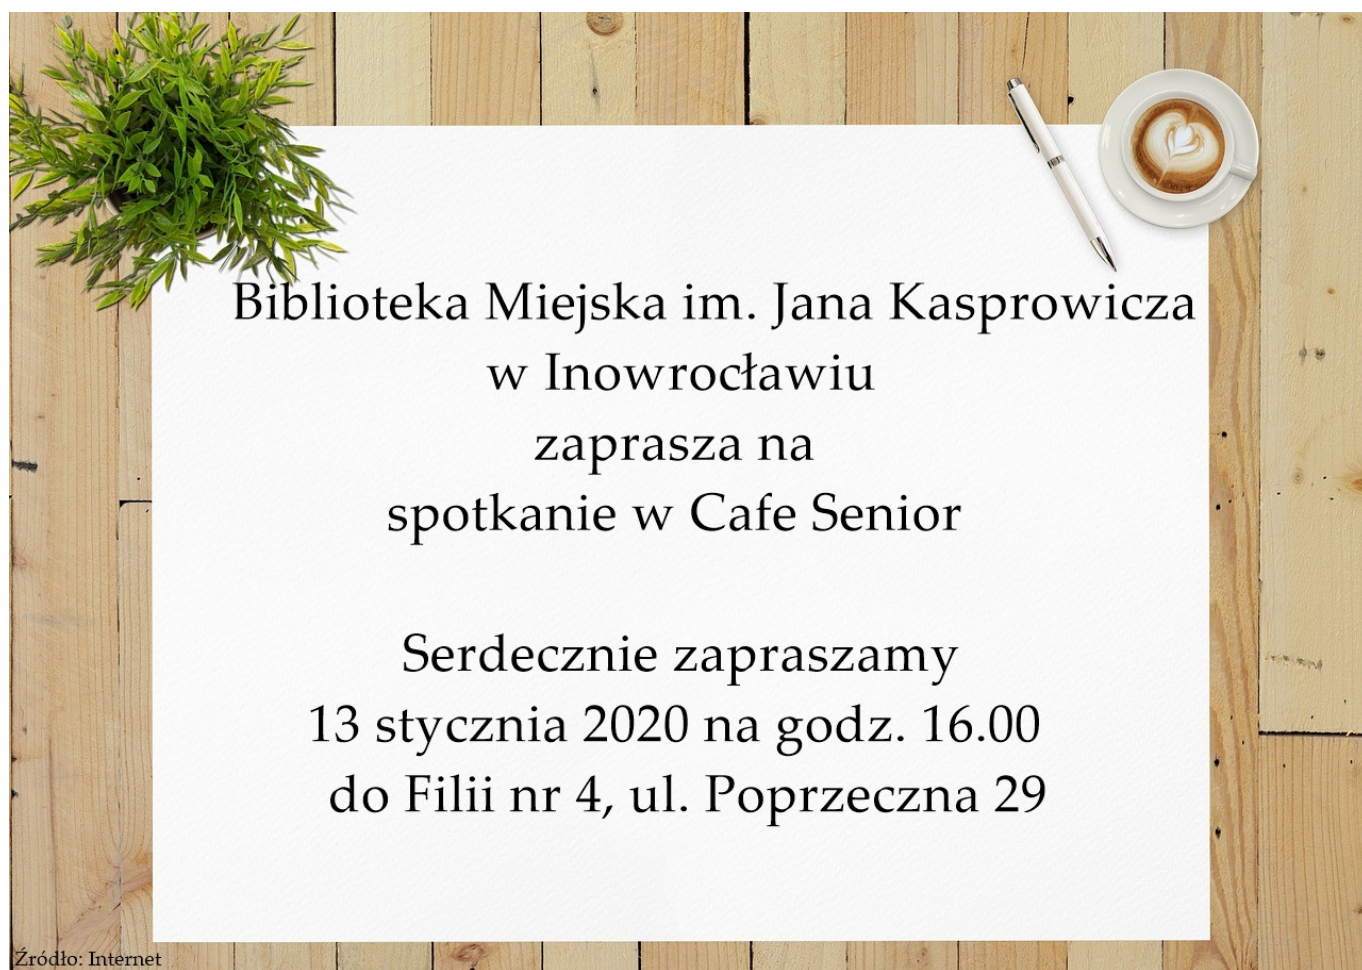 Biblioteka Miejska im. Jana Kasprowicza
w Inowrocławiu
zaprasza na
spotkanie w Cafe Senior
Serdecznie zapraszamy
13 stycznia 2020 na godz. 16.00
do Filii nr 4, ul. Poprzeczna 29
Źródło: Internet